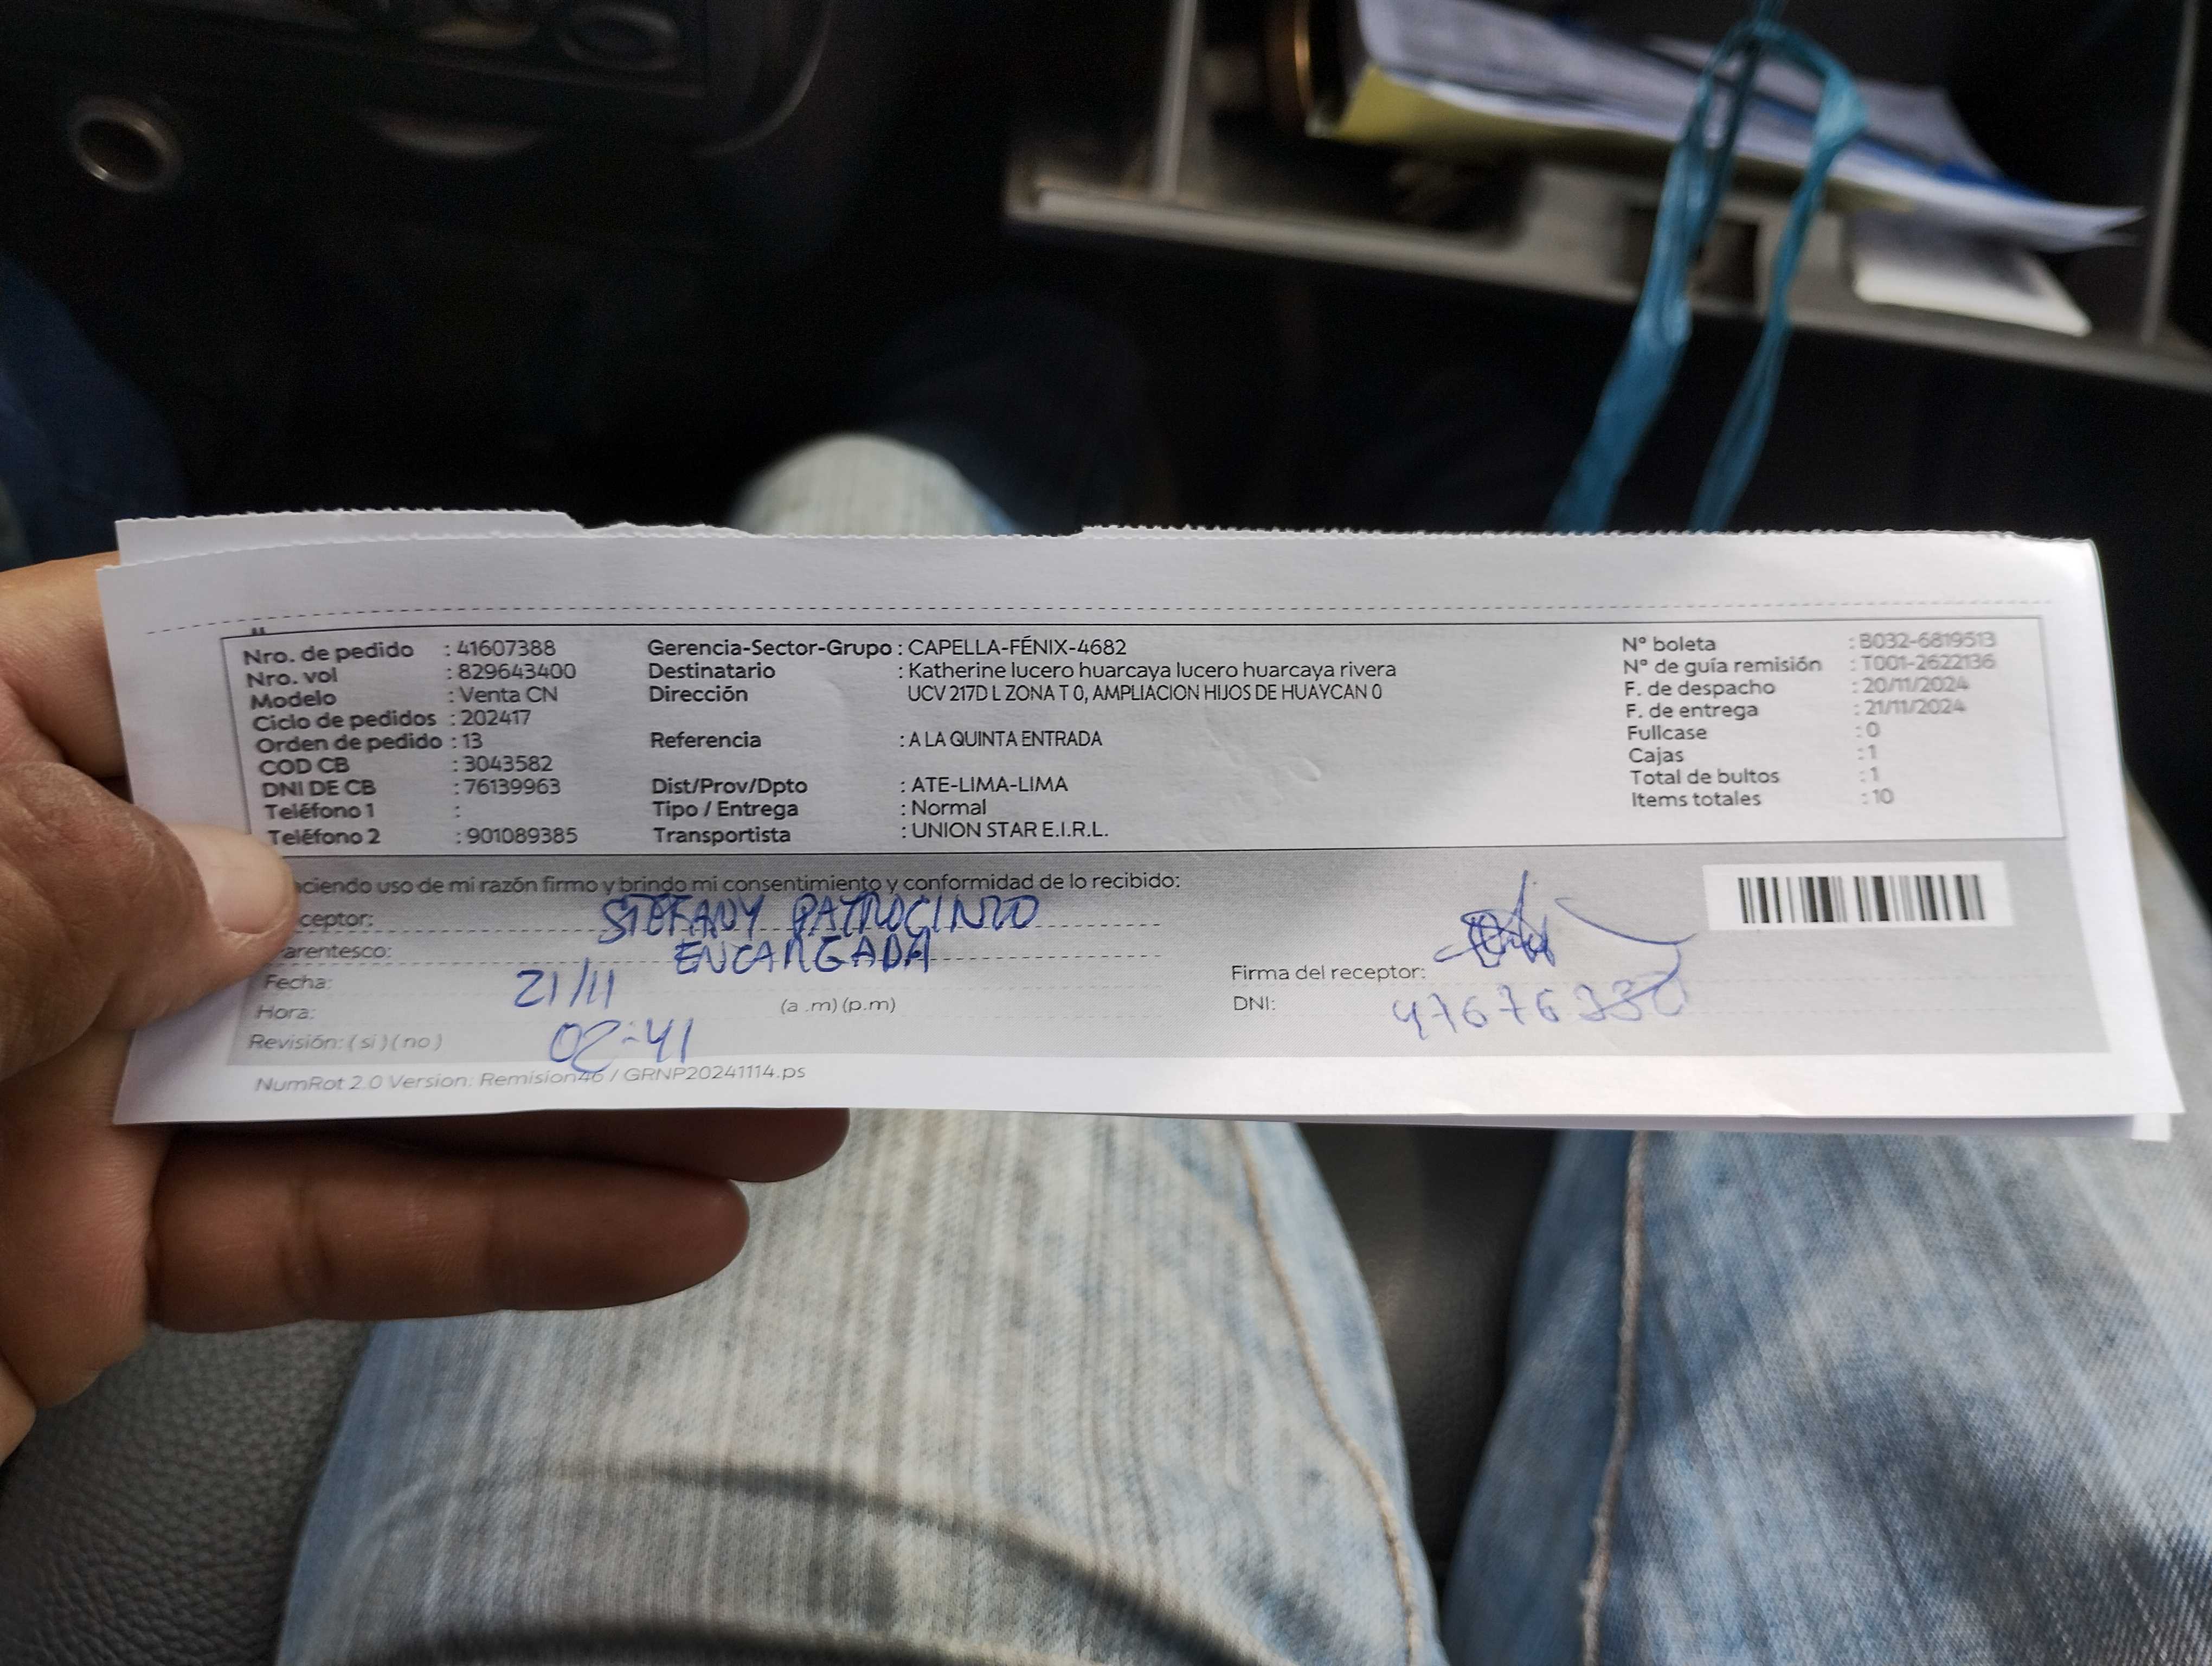 Nro. de pedido : 41607388
Nro. vol : 829643400
Modelo : Venta CN
Ciclo de pedidos : 202417
Orden de pedido : 13
COD CB : 3043582
DNI DE CB : 76139963
Teléfono 1 :
Teléfono 2 : 901089385
Gerencia-Sector-Grupo : CAPELLA-FÉNIX-4682
Destinatario : Katherine lucero huarcaya lucero huarcaya rivera
Dirección UCV 217D L ZONA T 0, AMPLIACION HIJOS DE HUAYCAN 0
Referencia : A LA QUINTA ENTRADA
Dist/Prov/Dpto : ATE-LIMA-LIMA
Tipo / Entrega : Normal
Transportista : UNION STAR E.I.R.L.
N° boleta : B032-6819513
N° de guía remisión : T001-2622136
F. de despacho : 20/11/2024
F. de entrega : 21/11/2024
Fullcase : 0
Cajas : 1
Total de bultos : 1
Items totales : 10
ciendo uso de mi razón firmo y brindo mi consentimiento y conformidad de lo recibido:
ceptor: STEFANY PATROCINIO
arentesco: ENCARGADA
Fecha: 21/11
Hora: (a .m) (p.m)
02:41
Revisión: ( si ) ( no )
Firma del receptor:
DNI:
NumRot 2.0 Version: Remision46 / GRNP20241114.ps